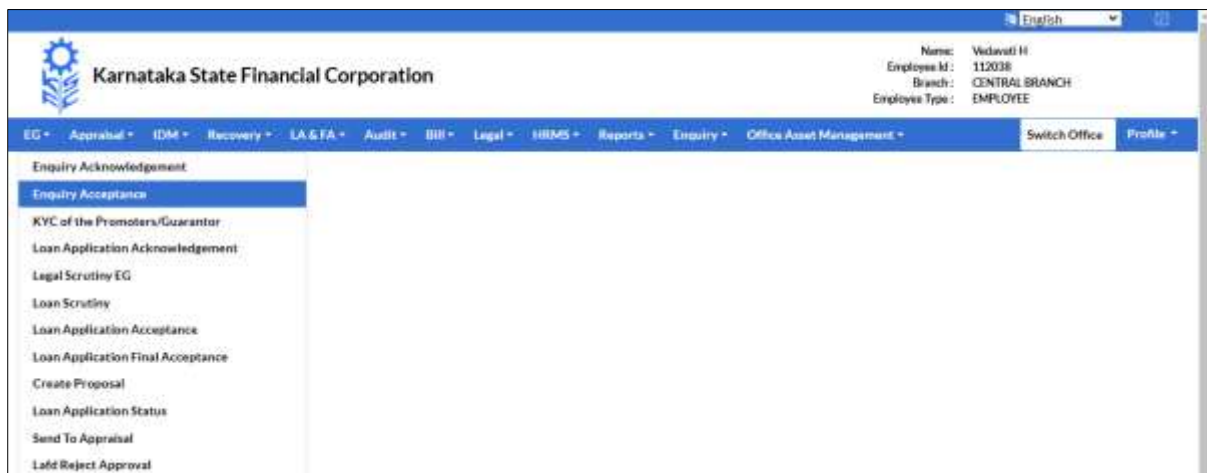 English
Karnataka State Financial Corporation
Name: Vedavati H
Employee Id : 112038
Branch : CENTRAL BRANCH
Employee Type : EMPLOYEE
EG Appraisal IDM Recovery LA & FA Audit Bill Legal HRMS Reports Enquiry Office Asset Management Switch Office Profile
Enquiry Acknowledgement
Enquiry Acceptance
KYC of the Promoters/Guarantor
Loan Application Acknowledgement
Legal Scrutiny EG
Loan Scrutiny
Loan Application Acceptance
Loan Application Final Acceptance
Create Proposal
Loan Application Status
Send To Appraisal
Lafd Reject Approval